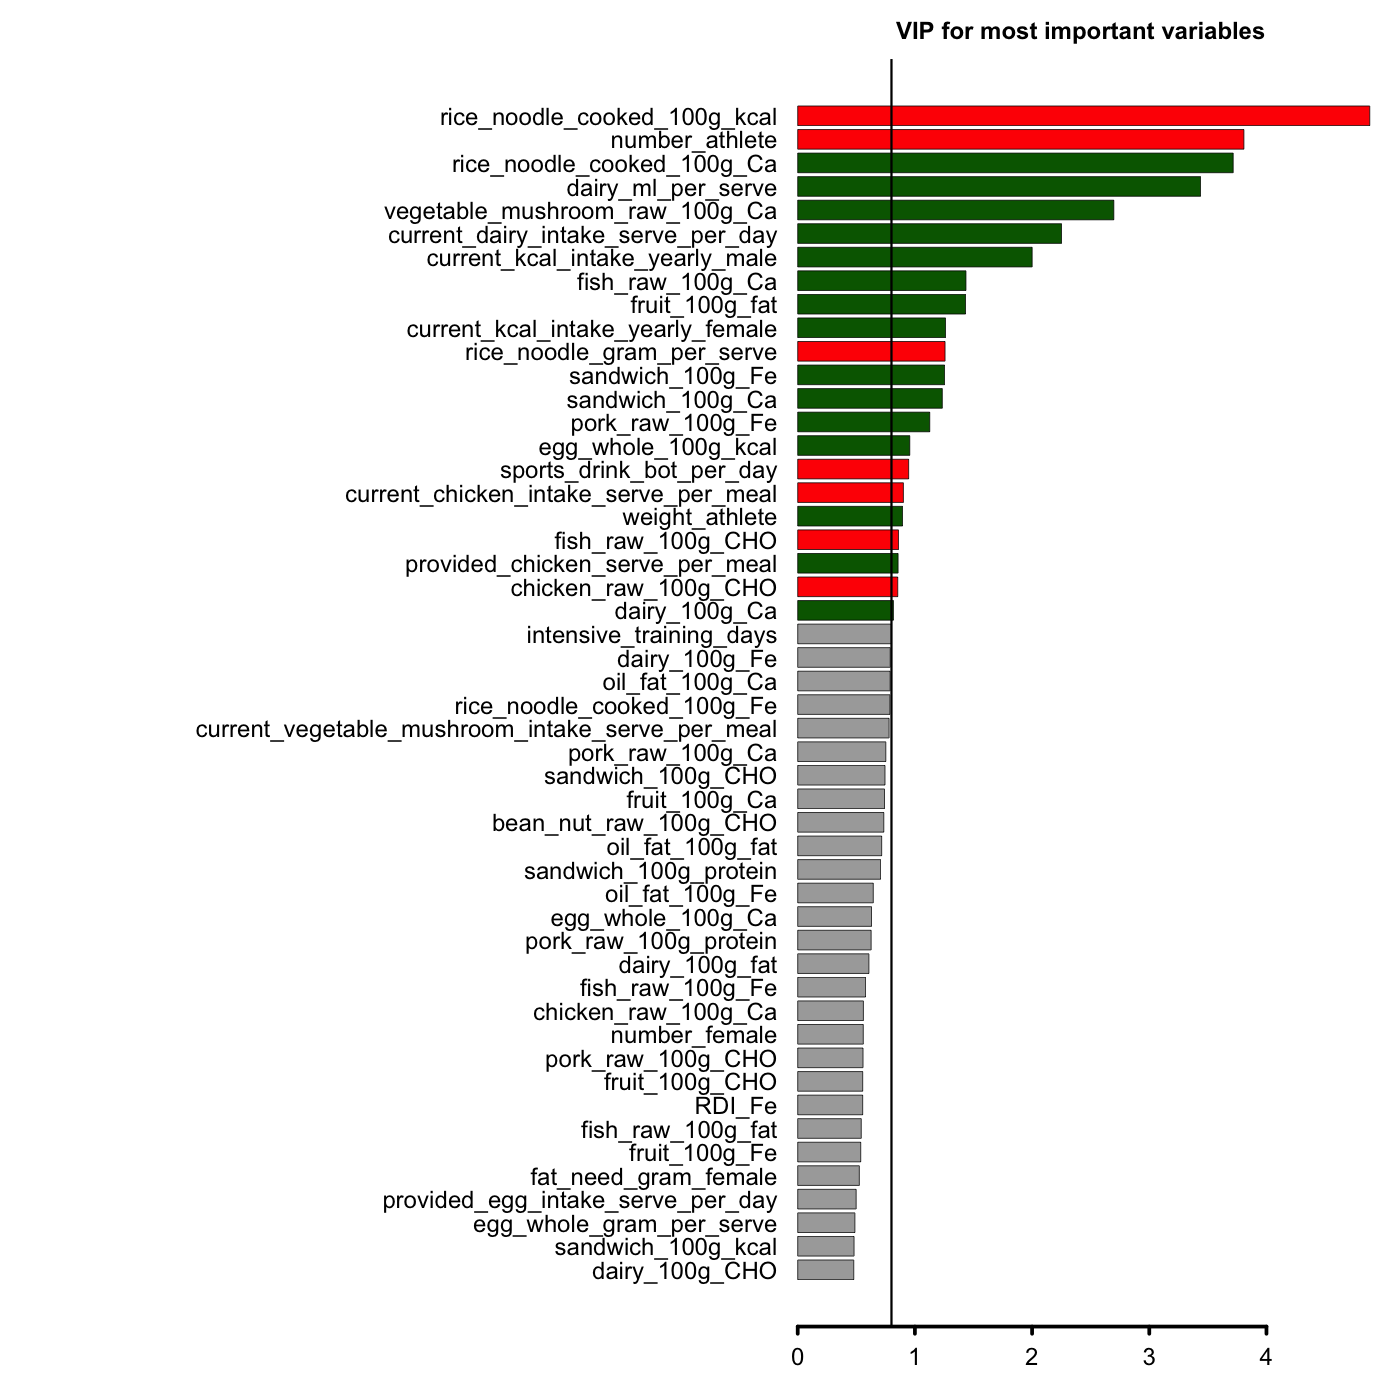 VIP for most important variables
rice_noodle_cooked_100g_kcal
number_athlete
rice_noodle_cooked_100g_Ca
dairy_ml_per_serve
vegetable_mushroom_raw_100g_Ca
current_dairy_intake_serve_per_day
current_kcal_intake_yearly_male
fish_raw_100g_Ca
fruit_100g_fat
current_kcal_intake_yearly_female
rice_noodle_gram_per_serve
sandwich_100g_Fe
sandwich_100g_Ca
pork_raw_100g_Fe
egg_whole_100g_kcal
sports_drink_bot_per_day
current_chicken_intake_serve_per_meal
weight_athlete
fish_raw_100g_CHO
provided_chicken_serve_per_meal
chicken_raw_100g_CHO
dairy_100g_Ca
intensive_training_days
dairy_100g_Fe
oil_fat_100g_Ca
rice_noodle_cooked_100g_Fe
current_vegetable_mushroom_intake_serve_per_meal
pork_raw_100g_Ca
sandwich_100g_CHO
fruit_100g_Ca
bean_nut_raw_100g_CHO
oil_fat_100g_fat
sandwich_100g_protein
oil_fat_100g_Fe
egg_whole_100g_Ca
pork_raw_100g_protein
dairy_100g_fat
fish_raw_100g_Fe
chicken_raw_100g_Ca
number_female
pork_raw_100g_CHO
fruit_100g_CHO
RDI_Fe
fish_raw_100g_fat
fruit_100g_Fe
fat_need_gram_female
provided_egg_intake_serve_per_day
egg_whole_gram_per_serve
sandwich_100g_kcal
dairy_100g_CHO
0 1 2 3 4